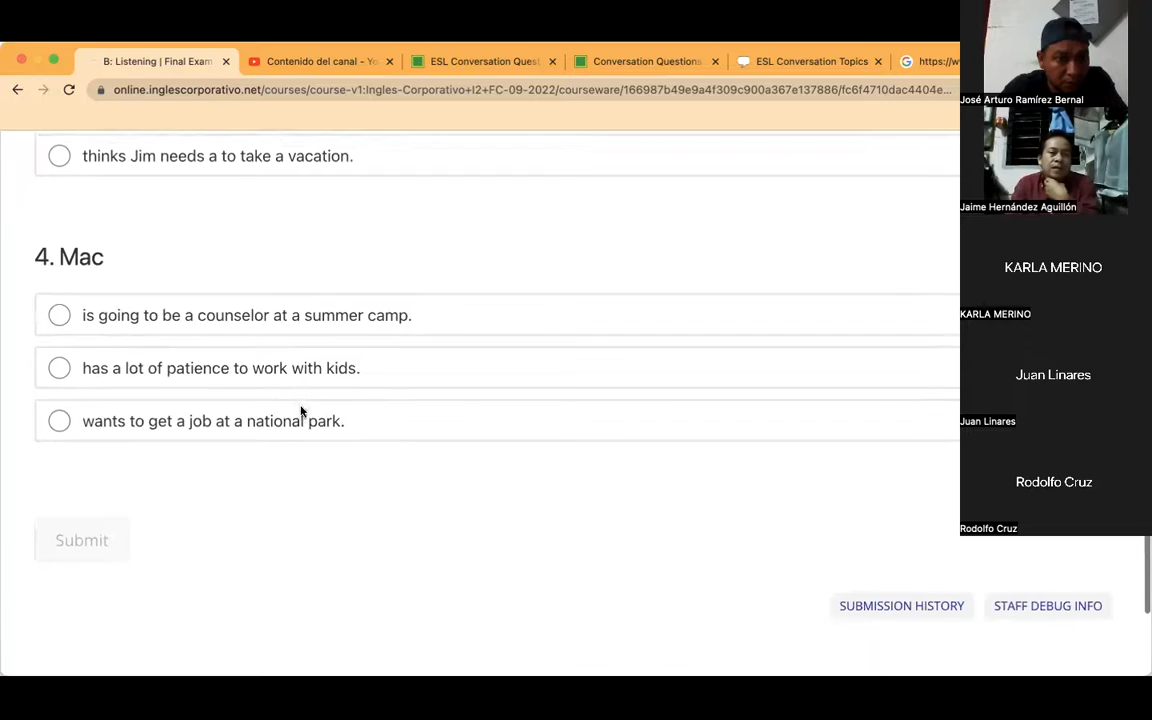 B: Listening | Final Exam
Contenido del canal - Yo
ESL Conversation Quest
Conversation Questions
ESL Conversation Topics
https://w
online.inglescorporativo.net/courses/course-v1:Ingles-Corporativo+I2+FC-09-2022/courseware/166987b49e9a4f309c900a367e137886/fc6f4710dac4404e...
thinks Jim needs a to take a vacation.
4. Mac
is going to be a counselor at a summer camp.
has a lot of patience to work with kids.
wants to get a job at a national park.
Submit
SUBMISSION HISTORY
STAFF DEBUG INFO
José Arturo Ramírez Bernal
Jaime Hernández Aguillón
KARLA MERINO
KARLA MERINO
Juan Linares
Juan Linares
Rodolfo Cruz
Rodolfo Cruz